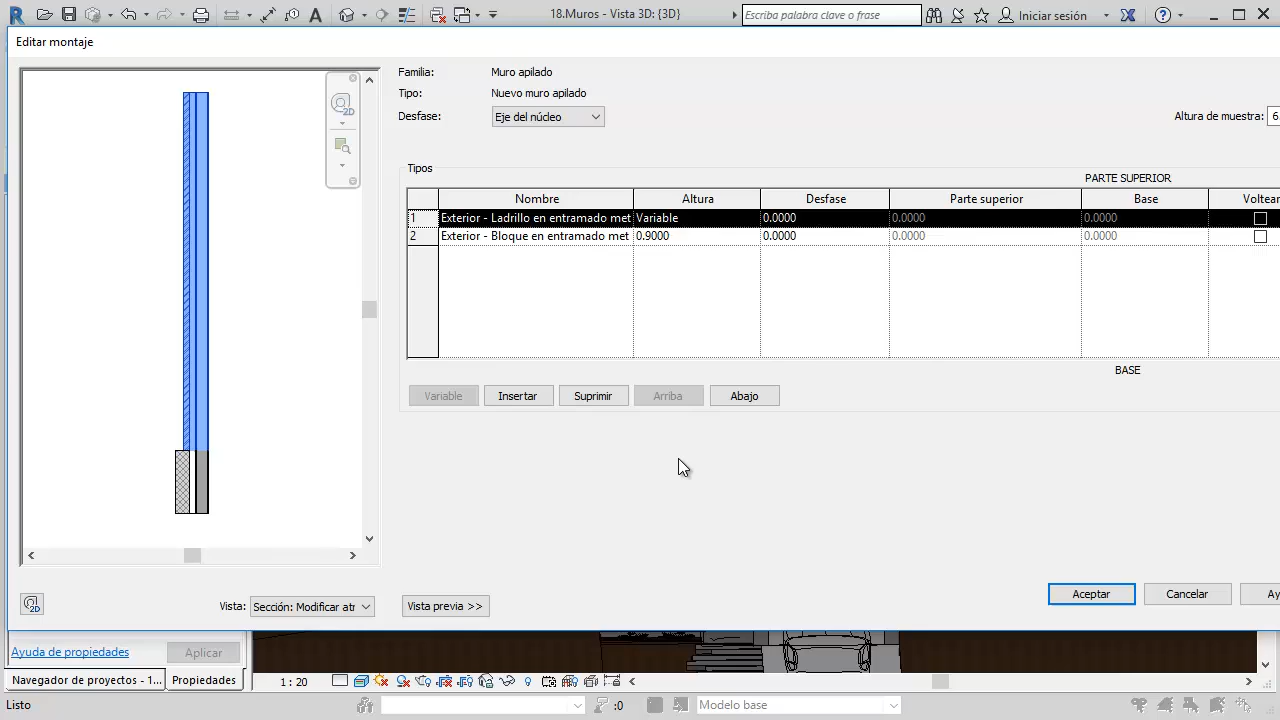 18.Muros - Vista 3D: {3D}
Escriba palabra clave o frase
Iniciar sesión
Editar montaje
2D
Familia: Muro apilado
Tipo: Nuevo muro apilado
Desfase: Eje del núcleo
Altura de muestra: 6
Tipos
PARTE SUPERIOR
Nombre Altura Desfase Parte superior Base Voltear
1 Exterior - Ladrillo en entramado met Variable 0.0000 0.0000 0.0000
2 Exterior - Bloque en entramado met 0.9000 0.0000 0.0000 0.0000
BASE
Variable Insertar Suprimir Arriba Abajo
Aceptar Cancelar Ay
2D
Vista: Sección: Modificar atr Vista previa >>
Ayuda de propiedades Aplicar
Navegador de proyectos - 1... Propiedades
1 : 20
Listo
:0
Modelo base